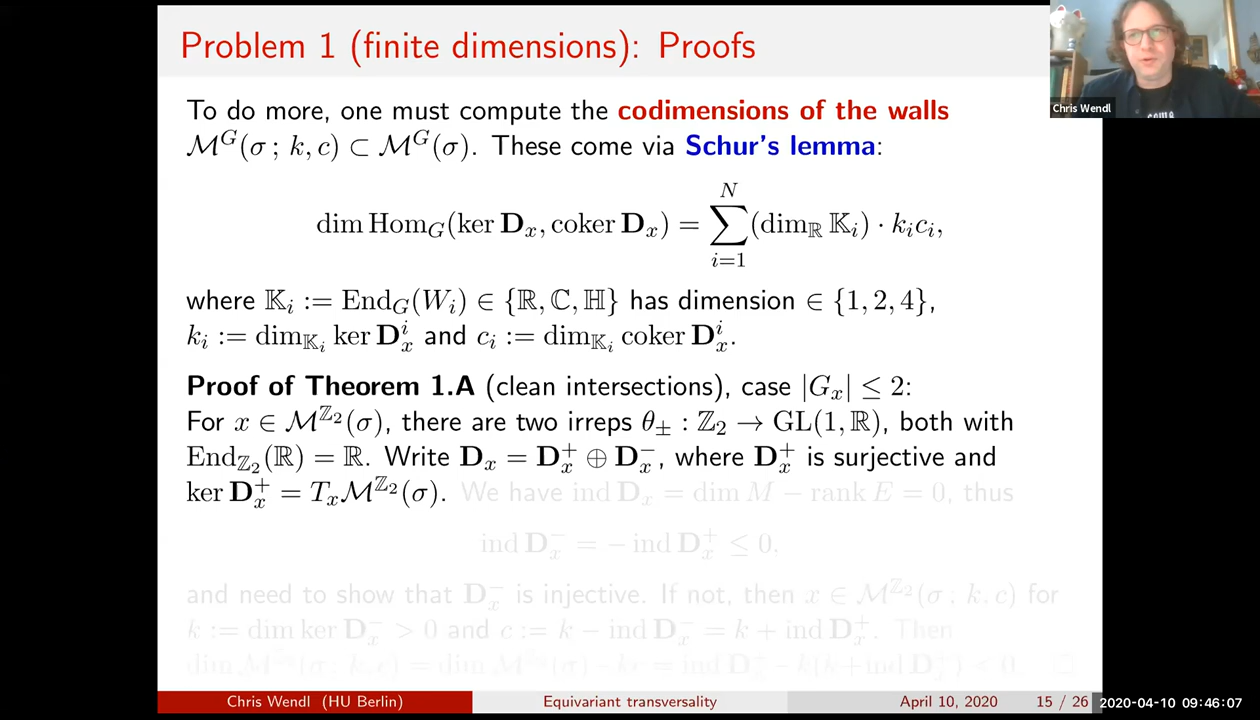 Problem 1 (finite dimensions): Proofs
Chris Wendl
To do more, one must compute the codimensions of the walls
ℳ^G(σ ; k, c) ⊂ ℳ^G(σ). These come via Schur's lemma:
dim Hom_G(ker D_x, coker D_x) = ∑_{i=1}^{N} (dim_ℝ 𝕂_i) · k_i c_i,
where 𝕂_i := End_G(W_i) ∈ {ℝ, ℂ, ℍ} has dimension ∈ {1, 2, 4},
k_i := dim_{𝕂_i} ker D_x^i and c_i := dim_{𝕂_i} coker D_x^i.
Proof of Theorem 1.A (clean intersections), case |G_x| ≤ 2:
For x ∈ ℳ^{ℤ_2}(σ), there are two irreps θ_± : ℤ_2 → GL(1, ℝ), both with
End_{ℤ_2}(ℝ) = ℝ. Write D_x = D_x^+ ⊕ D_x^-, where D_x^+ is surjective and
ker D_x^+ = T_xℳ^{ℤ_2}(σ). We have ind D_x = dim M − rank E = 0, thus
ind D_x^- = − ind D_x^+ ≤ 0,
and need to show that D_x^- is injective. If not, then x ∈ ℳ^{ℤ_2}(σ ; k, c) for
k := dim ker D_x^- > 0 and c := k − ind D_x^- = k + ind D_x^+. Then
Chris Wendl (HU Berlin)
Equivariant transversality
April 10, 2020
15 / 26
2020-04-10 09:46:07